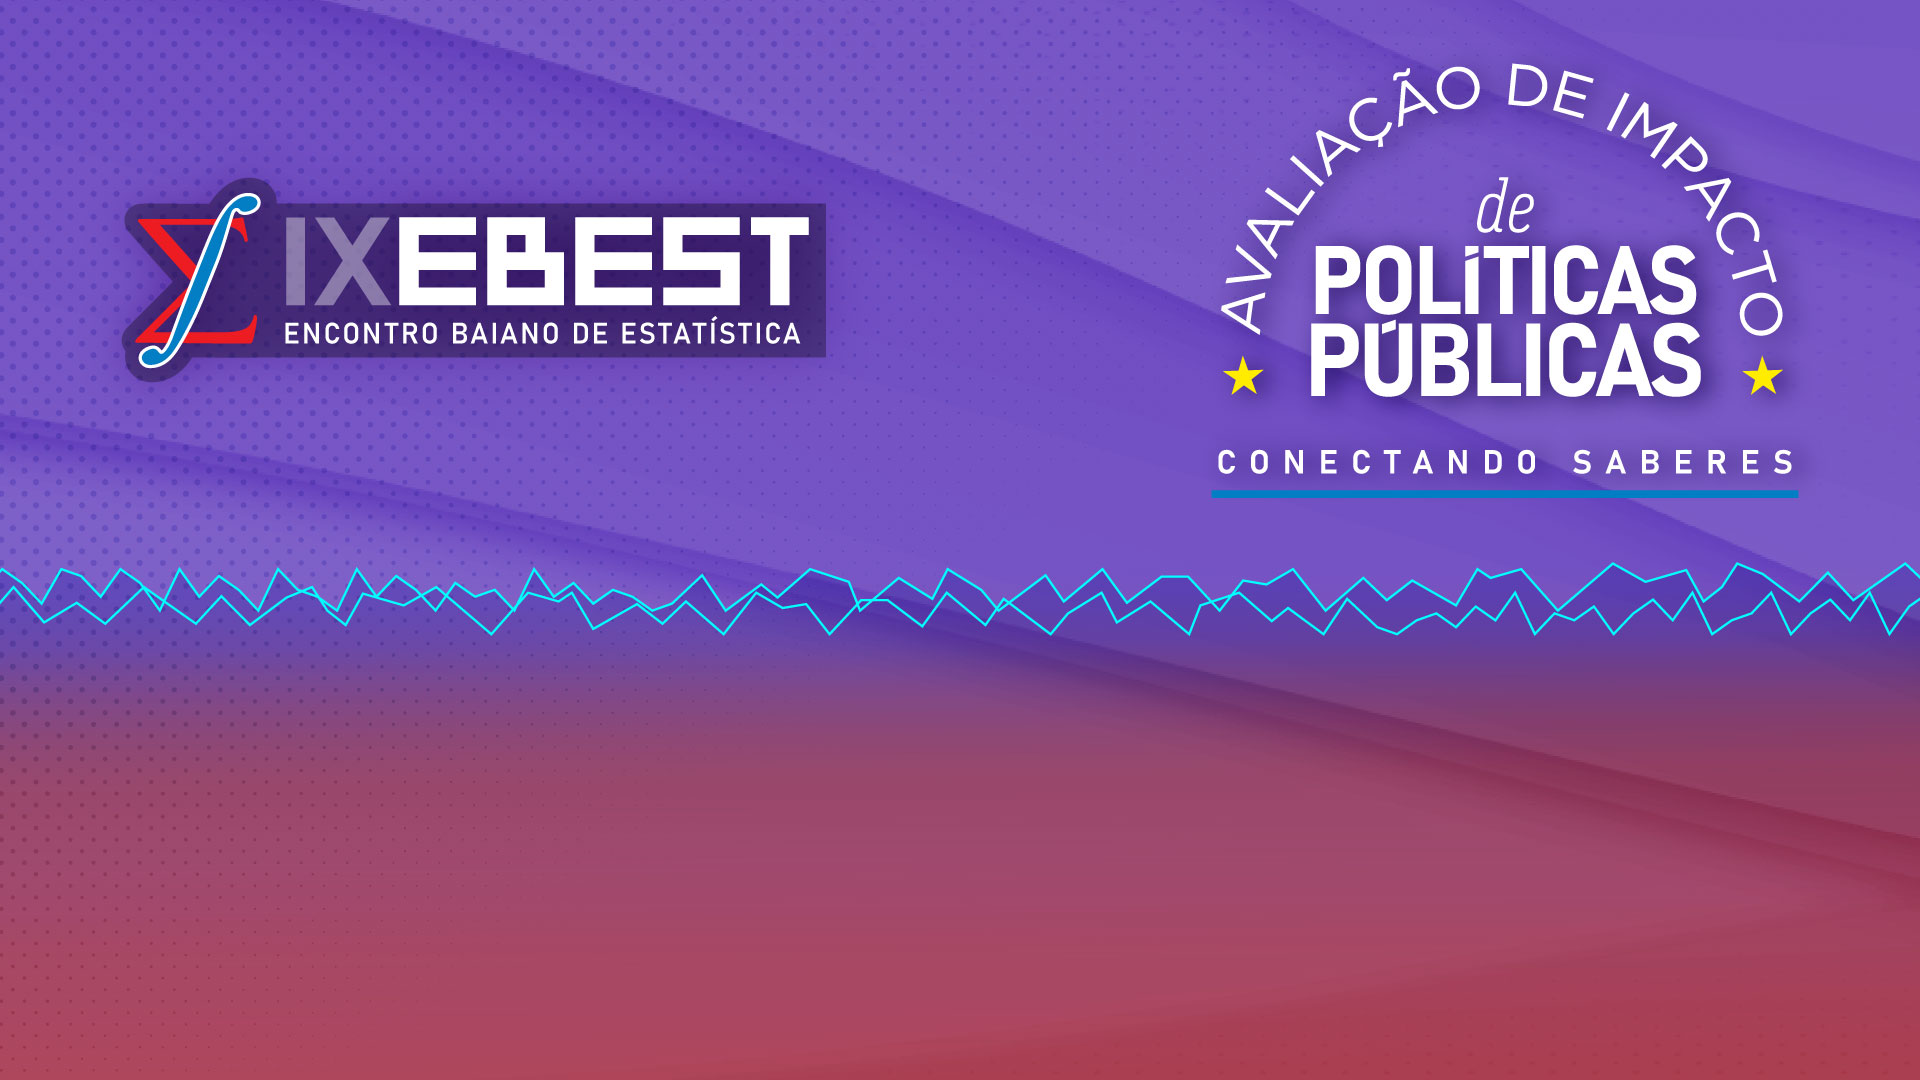 IXEBEST
ENCONTRO BAIANO DE ESTATÍSTICA
AVALIAÇÃO DE IMPACTO
de
POLÍTICAS
PÚBLICAS
CONECTANDO SABERES